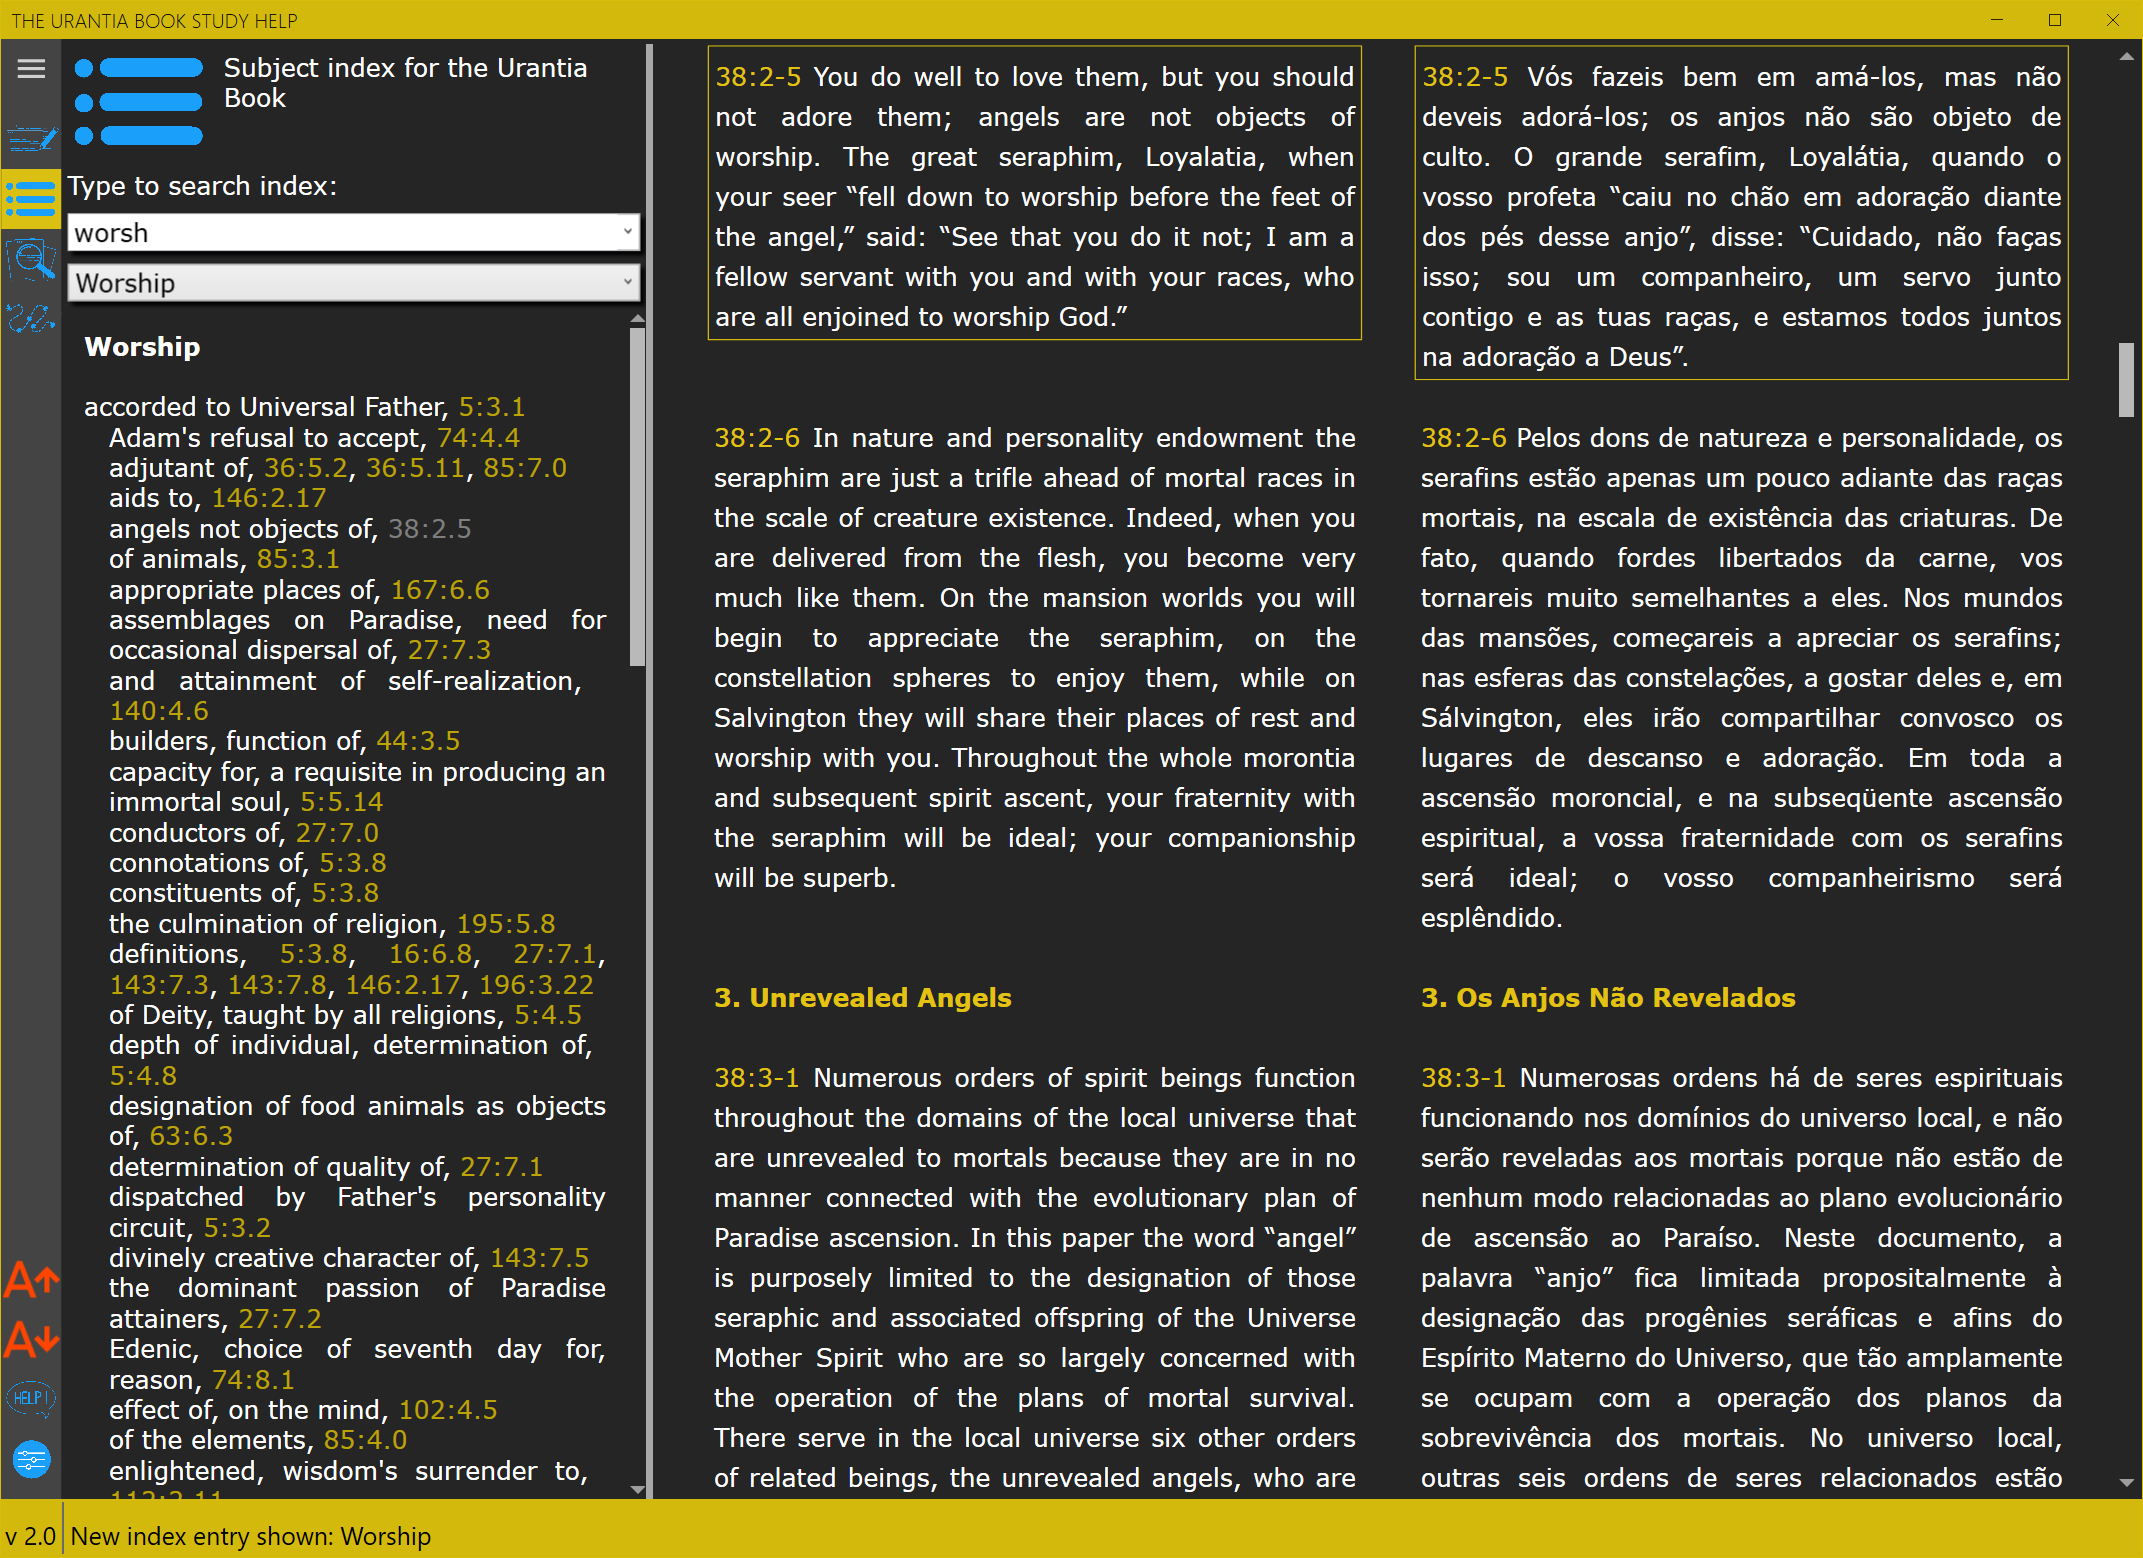 THE URANTIA BOOK STUDY HELP
Subject index for the Urantia
Book
Type to search index:
worsh
Worship
Worship
accorded to Universal Father, 5:3.1
Adam's refusal to accept, 74:4.4
adjutant of, 36:5.2, 36:5.11, 85:7.0
aids to, 146:2.17
angels not objects of, 38:2.5
of animals, 85:3.1
appropriate places of, 167:6.6
assemblages on Paradise, need for
occasional dispersal of, 27:7.3
and attainment of self-realization,
140:4.6
builders, function of, 44:3.5
capacity for, a requisite in producing an
immortal soul, 5:5.14
conductors of, 27:7.0
connotations of, 5:3.8
constituents of, 5:3.8
the culmination of religion, 195:5.8
definitions, 5:3.8, 16:6.8, 27:7.1,
143:7.3, 143:7.8, 146:2.17, 196:3.22
of Deity, taught by all religions, 5:4.5
depth of individual, determination of,
5:4.8
designation of food animals as objects
of, 63:6.3
determination of quality of, 27:7.1
dispatched by Father's personality
circuit, 5:3.2
divinely creative character of, 143:7.5
the dominant passion of Paradise
attainers, 27:7.2
Edenic, choice of seventh day for,
reason, 74:8.1
effect of, on the mind, 102:4.5
of the elements, 85:4.0
enlightened, wisdom's surrender to,
38:2-5 You do well to love them, but you should
not adore them; angels are not objects of
worship. The great seraphim, Loyalatia, when
your seer “fell down to worship before the feet of
the angel,” said: “See that you do it not; I am a
fellow servant with you and with your races, who
are all enjoined to worship God.”
38:2-6 In nature and personality endowment the
seraphim are just a trifle ahead of mortal races in
the scale of creature existence. Indeed, when you
are delivered from the flesh, you become very
much like them. On the mansion worlds you will
begin to appreciate the seraphim, on the
constellation spheres to enjoy them, while on
Salvington they will share their places of rest and
worship with you. Throughout the whole morontia
and subsequent spirit ascent, your fraternity with
the seraphim will be ideal; your companionship
will be superb.
3. Unrevealed Angels
38:3-1 Numerous orders of spirit beings function
throughout the domains of the local universe that
are unrevealed to mortals because they are in no
manner connected with the evolutionary plan of
Paradise ascension. In this paper the word “angel”
is purposely limited to the designation of those
seraphic and associated offspring of the Universe
Mother Spirit who are so largely concerned with
the operation of the plans of mortal survival.
There serve in the local universe six other orders
of related beings, the unrevealed angels, who are
38:2-5 Vós fazeis bem em amá-los, mas não
deveis adorá-los; os anjos não são objeto de
culto. O grande serafim, Loyalátia, quando o
vosso profeta “caiu no chão em adoração diante
dos pés desse anjo”, disse: “Cuidado, não faças
isso; sou um companheiro, um servo junto
contigo e as tuas raças, e estamos todos juntos
na adoração a Deus”.
38:2-6 Pelos dons de natureza e personalidade, os
serafins estão apenas um pouco adiante das raças
mortais, na escala de existência das criaturas. De
fato, quando fordes libertados da carne, vos
tornareis muito semelhantes a eles. Nos mundos
das mansões, começareis a apreciar os serafins;
nas esferas das constelações, a gostar deles e, em
Sálvington, eles irão compartilhar convosco os
lugares de descanso e adoração. Em toda a
ascensão moroncial, e na subseqüente ascensão
espiritual, a vossa fraternidade com os serafins
será ideal; o vosso companheirismo será
esplêndido.
3. Os Anjos Não Revelados
38:3-1 Numerosas ordens há de seres espirituais
funcionando nos domínios do universo local, e não
serão reveladas aos mortais porque não estão de
nenhum modo relacionadas ao plano evolucionário
de ascensão ao Paraíso. Neste documento, a
palavra “anjo” fica limitada propositalmente à
designação das progênies seráficas e afins do
Espírito Materno do Universo, que tão amplamente
se ocupam com a operação dos planos da
sobrevivência dos mortais. No universo local,
outras seis ordens de seres relacionados estão
HELP!
v 2.0
New index entry shown: Worship